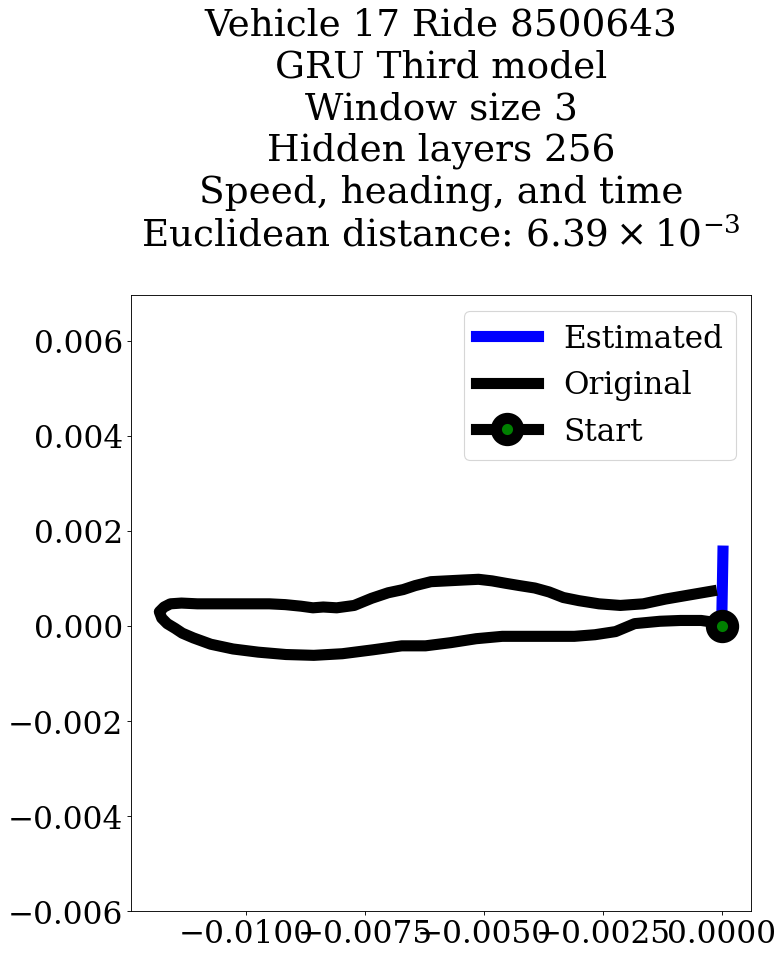 Vehicle 17 Ride 8500643
GRU Third model
Window size 3
Hidden layers 256
Speed, heading, and time
Euclidean distance: 6.39 × 10⁻³
Estimated
Original
Start
0.006
0.004
0.002
0.000
−0.002
−0.004
−0.006
−0.0100 −0.0075 −0.0050 −0.0025 0.0000